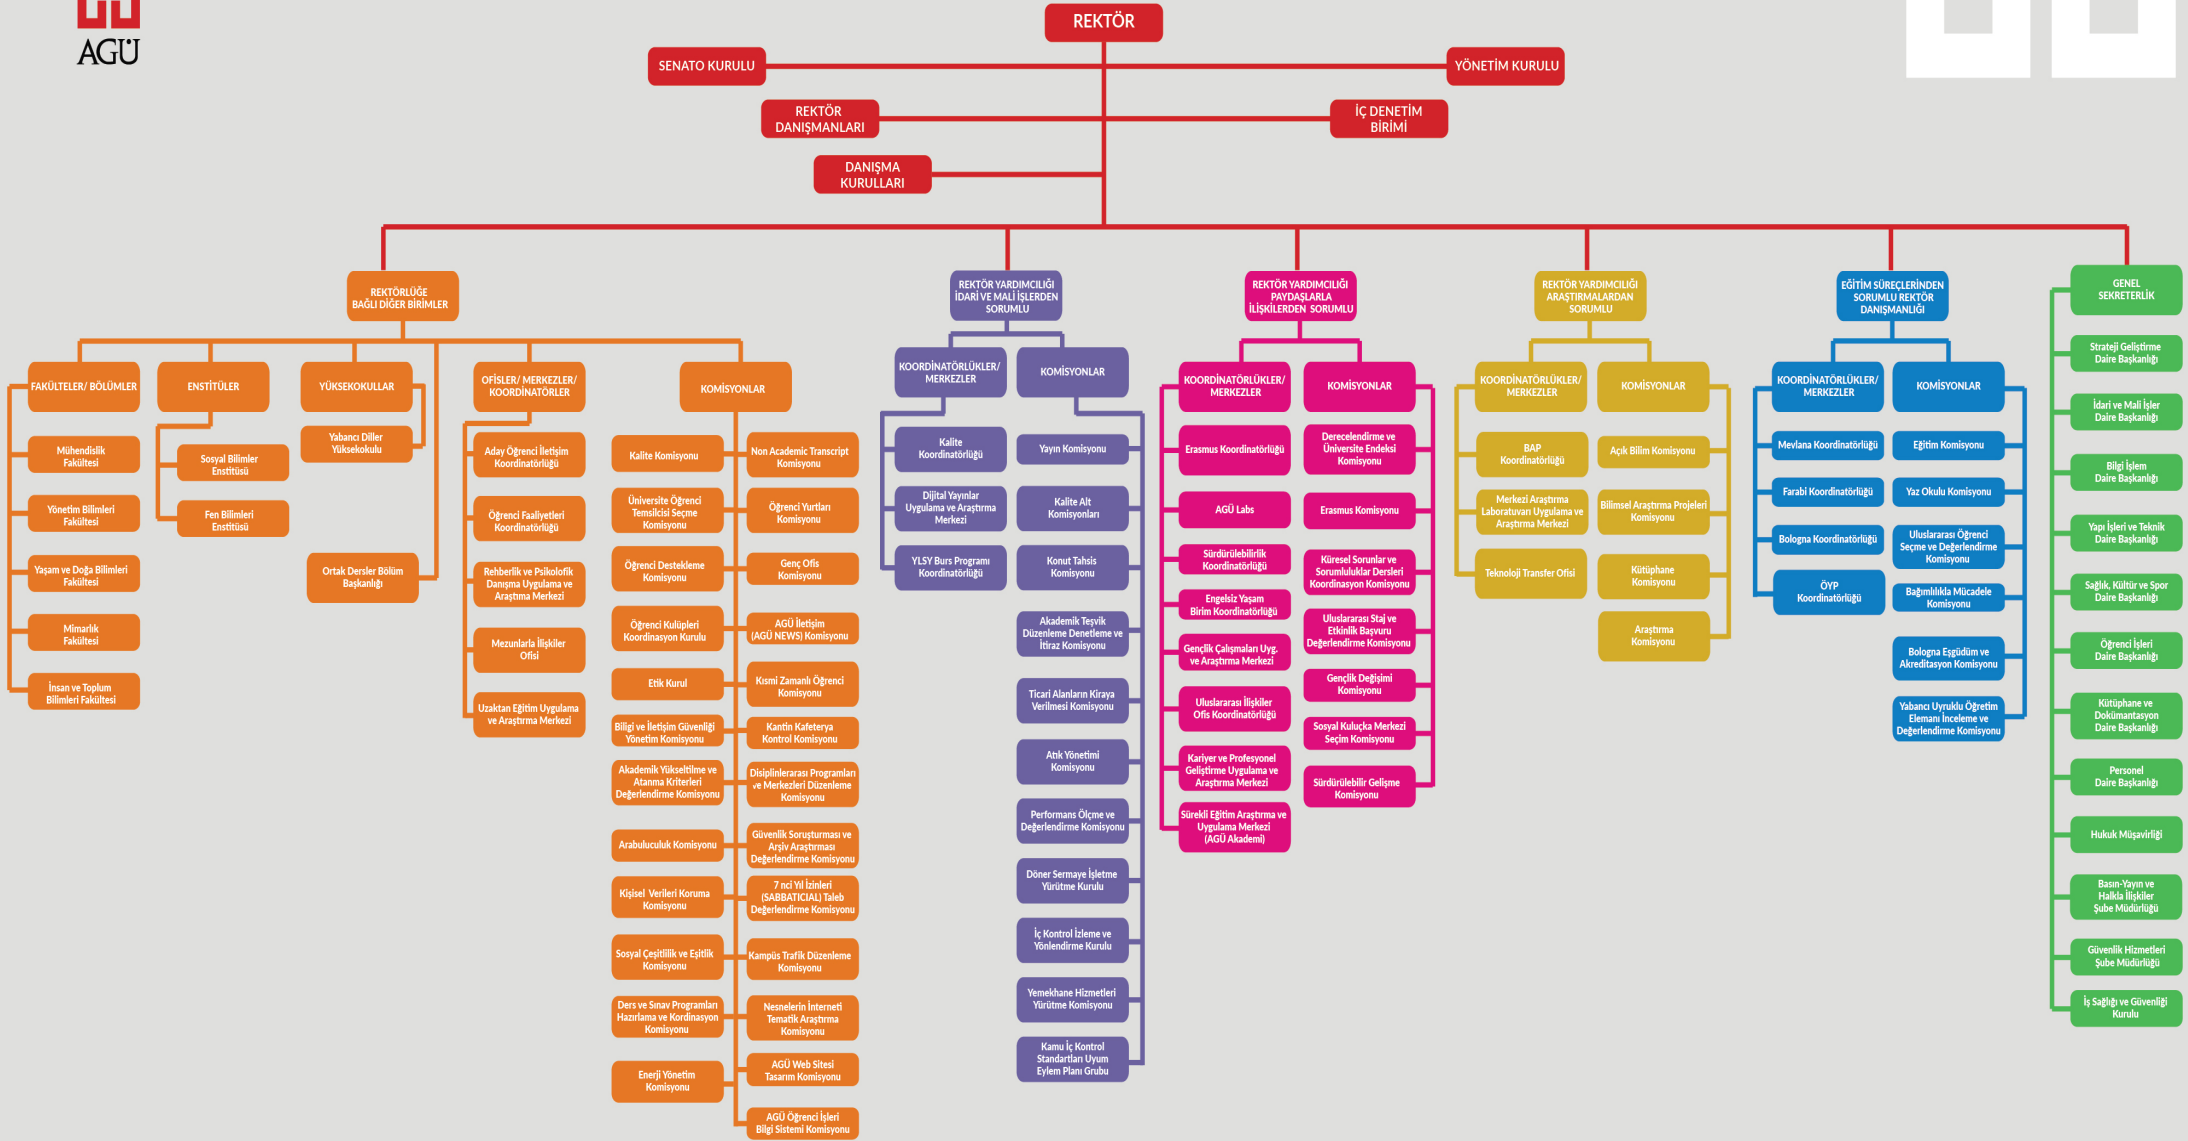 AGÜ
REKTÖR
SENATO KURULU
YÖNETİM KURULU
REKTÖR
DANIŞMANLARI
İÇ DENETİM
BİRİMİ
DANIŞMA
KURULLARI
REKTÖRLÜĞE
BAĞLI DİĞER BİRİMLER
FAKÜLTELER/ BÖLÜMLER
Mühendislik
Fakültesi
Yönetim Bilimleri
Fakültesi
Yaşam ve Doğa Bilimleri
Fakültesi
Mimarlık
Fakültesi
İnsan ve Toplum
Bilimleri Fakültesi
ENSTİTÜLER
Sosyal Bilimler
Enstitüsü
Fen Bilimleri
Enstitüsü
YÜKSEKOKULLAR
Yabancı Diller
Yüksekokulu
Ortak Dersler Bölüm
Başkanlığı
OFİSLER/ MERKEZLER/
KOORDİNATÖRLER
Aday Öğrenci İletişim
Koordinatörlüğü
Öğrenci Faaliyetleri
Koordinatörlüğü
Rehberlik ve Psikolofik
Danışma Uygulama ve
Araştıma Merkezi
Mezunlarla İlişkiler
Ofisi
Uzaktan Eğitim Uygulama
ve Araştırma Merkezi
KOMİSYONLAR
Kalite Komisyonu
Üniversite Öğrenci
Temsilcisi Seçme
Komisyonu
Öğrenci Destekleme
Komisyonu
Öğrenci Kulüpleri
Koordinasyon Kurulu
Etik Kurul
Biligi ve İletişim Güvenliği
Yönetim Komisyonu
Akademik Yükseltilme ve
Atanma Kriterleri
Değerlendirme Komisyonu
Arabuluculuk Komisyonu
Kişisel Verileri Koruma
Komisyonu
Sosyal Çeşitlilik ve Eşitlik
Komisyonu
Ders ve Sınav Programları
Hazırlama ve Kordinasyon
Komisyonu
Enerji Yönetim
Komisyonu
Non Academic Transcript
Komisyonu
Öğrenci Yurtları
Komisyonu
Genç Ofis
Komisyonu
AGÜ İletişim
(AGÜ NEWS) Komisyonu
Kısmi Zamanlı Öğrenci
Komisyonu
Kantin Kafeterya
Kontrol Komisyonu
Disiplinlerarası Programları
ve Merkezleri Düzenleme
Komisyonu
Güvenlik Soruşturması ve
Arşiv Araştırması
Değerlendirme Komisyonu
7 nci Yıl İzinleri
(SABBATICIAL) Taleb
Değerlendirme Komisyonu
Kampüs Trafik Düzenleme
Komisyonu
Nesnelerin İnterneti
Tematik Araştırma
Komisyonu
AGÜ Web Sitesi
Tasarım Komisyonu
AGÜ Öğrenci İşleri
Bilgi Sistemi Komisyonu
REKTÖR YARDIMCILIĞI
İDARİ VE MALİ İŞLERDEN
SORUMLU
KOORDİNATÖRLÜKLER/
MERKEZLER
Kalite
Koordinatörlüğü
Dijital Yayınlar
Uygulama ve Araştırma
Merkezi
YLSY Burs Programı
Koordinatörlüğü
KOMİSYONLAR
Yayın Komisyonu
Kalite Alt
Komisyonları
Konut Tahsis
Komisyonu
Akademik Teşvik
Düzenleme Denetleme ve
İtiraz Komisyonu
Ticari Alanların Kiraya
Verilmesi Komisyonu
Atık Yönetimi
Komisyonu
Performans Ölçme ve
Değerlendirme Komisyonu
Döner Sermaye İşletme
Yürütme Kurulu
İç Kontrol İzleme ve
Yönlendirme Kurulu
Yemekhane Hizmetleri
Yürütme Komisyonu
Kamu İç Kontrol
Standartları Uyum
Eylem Planı Grubu
REKTÖR YARDIMCILIĞI
PAYDAŞLARLA
İLİŞKİLERDEN SORUMLU
KOORDİNATÖRLÜKLER/
MERKEZLER
Erasmus Koordinatörlüğü
AGÜ Labs
Sürdürülebilirlik
Koordinatörlüğü
Engelsiz Yaşam
Birim Koordinatörlüğü
Gençlik Çalışmaları Uyg.
ve Araştırma Merkezi
Uluslararası İlişkiler
Ofis Koordinatörlüğü
Kariyer ve Profesyonel
Geliştirme Uygulama ve
Araştırma Merkezi
Sürekli Eğitim Araştırma ve
Uygulama Merkezi
(AGÜ Akademi)
KOMİSYONLAR
Derecelendirme ve
Üniversite Endeksi
Komisyonu
Erasmus Komisyonu
Küresel Sorunlar ve
Sorumluluklar Dersleri
Koordinasyon Komisyonu
Uluslararası Staj ve
Etkinlik Başvuru
Değerlendirme Komisyonu
Gençlik Değişimi
Komisyonu
Sosyal Kuluçka Merkezi
Seçim Komisyonu
Sürdürülebilir Gelişme
Komisyonu
REKTÖR YARDIMCILIĞI
ARAŞTIRMALARDAN
SORUMLU
KOORDİNATÖRLÜKLER/
MERKEZLER
BAP
Koordinatörlüğü
Merkezi Araştırma
Laboratuvarı Uygulama ve
Araştırma Merkezi
Teknoloji Transfer Ofisi
KOMİSYONLAR
Açık Bilim Komisyonu
Bilimsel Araştırma Projeleri
Komisyonu
Kütüphane
Komisyonu
Araştırma
Komisyonu
EĞİTİM SÜREÇLERİNDEN
SORUMLU REKTÖR
DANIŞMANLIĞI
KOORDİNATÖRLÜKLER/
MERKEZLER
Mevlana Koordinatörlüğü
Farabi Koordinatörlüğü
Bologna Koordinatörlüğü
ÖYP
Koordinatörlüğü
KOMİSYONLAR
Eğitim Komisyonu
Yaz Okulu Komisyonu
Uluslararası Öğrenci
Seçme ve Değerlendirme
Komisyonu
Bağımlılıkla Mücadele
Komisyonu
Bologna Eşgüdüm ve
Akreditasyon Komisyonu
Yabancı Uyruklu Öğretim
Elemanı İnceleme ve
Değerlendirme Komisyonu
GENEL
SEKRETERLİK
Strateji Geliştirme
Daire Başkanlığı
İdari ve Mali İşler
Daire Başkanlığı
Bilgi İşlem
Daire Başkanlığı
Yapı İşleri ve Teknik
Daire Başkanlığı
Sağlık, Kültür ve Spor
Daire Başkanlığı
Öğrenci İşleri
Daire Başkanlığı
Kütüphane ve
Dokümantasyon
Daire Başkanlığı
Personel
Daire Başkanlığı
Hukuk Müşavirliği
Basın-Yayın ve
Halkla İlişkiler
Şube Müdürlüğü
Güvenlik Hizmetleri
Şube Müdürlüğü
İş Sağlığı ve Güvenliği
Kurulu